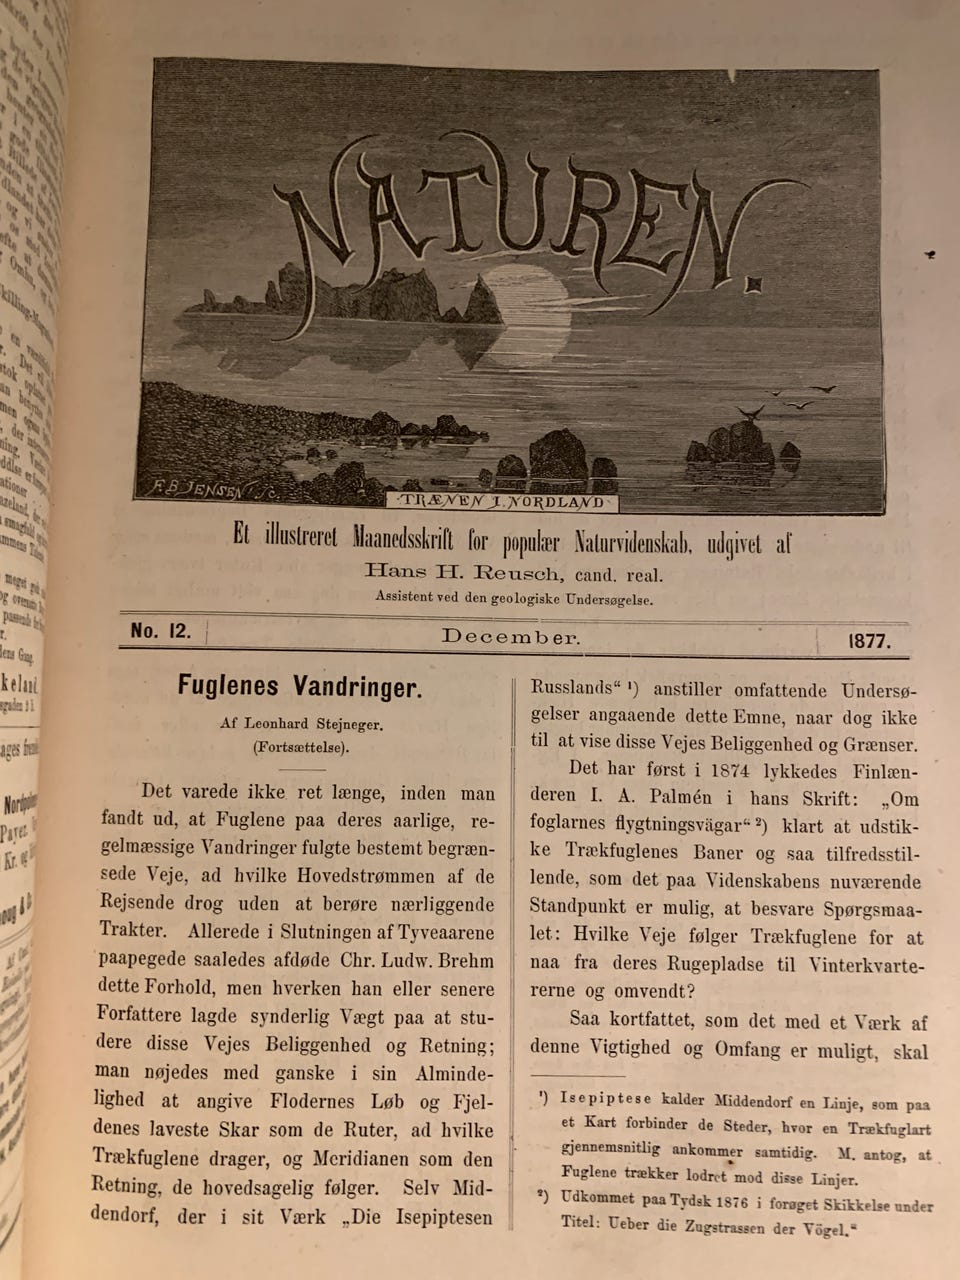 NATUREN.
F. B. JENSEN. Sc.
TRÆNEN I. NORDLAND
Et illustreret Maanedsskrift for populær Naturvidenskab, udgivet af
Hans H. Reusch, cand. real.
Assistent ved den geologiske Undersøgelse.
No. 12.
December.
1877.
Fuglenes Vandringer.
Af Leonhard Stejneger.
(Fortsættelse).
Det varede ikke ret længe, inden man
fandt ud, at Fuglene paa deres aarlige, re-
gelmæssige Vandringer fulgte bestemt begræn-
sede Veje, ad hvilke Hovedstrømmen af de
Rejsende drog uden at berøre nærliggende
Trakter. Allerede i Slutningen af Tyveaarene
paapegede saaledes afdøde Chr. Ludw. Brehm
dette Forhold, men hverken han eller senere
Forfattere lagde synderlig Vægt paa at stu-
dere disse Vejes Beliggenhed og Retning;
man nøjedes med ganske i sin Alminde-
lighed at angive Flodernes Løb og Fjel-
denes laveste Skar som de Ruter, ad hvilke
Trækfuglene drager, og Meridianen som den
Retning, de hovedsagelig følger. Selv Mid-
dendorf, der i sit Værk „Die Isepiptesen
Russlands“ ¹) anstiller omfattende Undersø-
gelser angaaende dette Emne, naar dog ikke
til at vise disse Vejes Beliggenhed og Grænser.
Det har først i 1874 lykkedes Finlæn-
deren I. A. Palmén i hans Skrift: „Om
foglarnes flygtningsvägar“ ²) klart at udstik-
ke Trækfuglenes Baner og saa tilfredsstil-
lende, som det paa Videnskabens nuværende
Standpunkt er mulig, at besvare Spørgsmaa-
let: Hvilke Veje følger Trækfuglene for at
naa fra deres Rugepladse til Vinterkvarte-
rerne og omvendt?
Saa kortfattet, som det med et Værk af
denne Vigtighed og Omfang er muligt, skal
¹) Isepiptese kalder Middendorf en Linje, som paa
et Kart forbinder de Steder, hvor en Trækfuglart
gjennemsnitlig ankommer samtidig. M. antog, at
Fuglene trækker lodret mod disse Linjer.
²) Udkommet paa Tydsk 1876 i forøget Skikkelse under
Titel: Ueber die Zugstrassen der Vögel.“